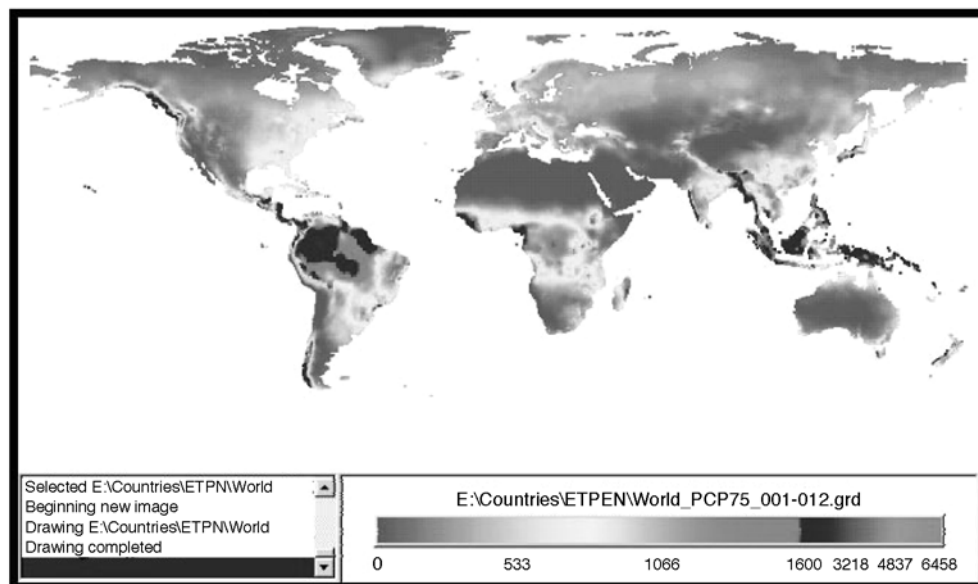 Selected E:\Countries\ETPN\World
Beginning new image
Drawing E:\Countries\ETPN\World
Drawing completed
E:\Countries\ETPEN\World_PCP75_001-012.grd
0 533 1066 1600 3218 4837 6458